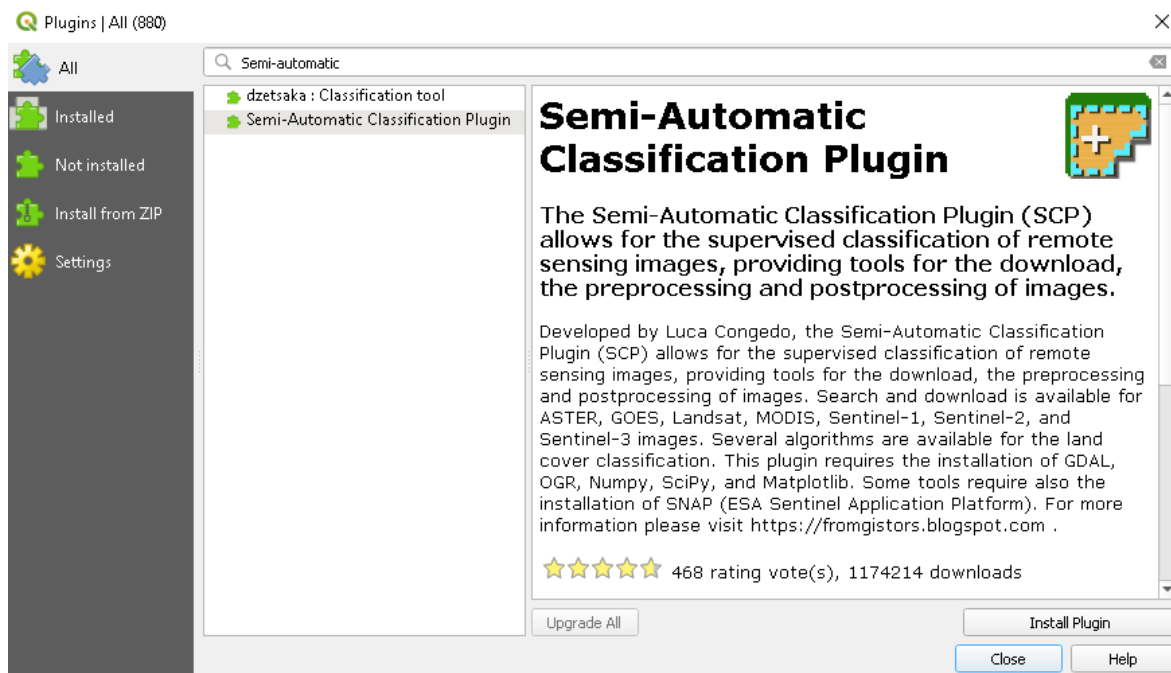 Plugins | All (880)
All
Installed
Not installed
Install from ZIP
Settings
Semi-automatic
dzetsaka : Classification tool
Semi-Automatic Classification Plugin
Semi-Automatic
Classification Plugin
The Semi-Automatic Classification Plugin (SCP)
allows for the supervised classification of remote
sensing images, providing tools for the download,
the preprocessing and postprocessing of images.
Developed by Luca Congedo, the Semi-Automatic Classification
Plugin (SCP) allows for the supervised classification of remote
sensing images, providing tools for the download, the preprocessing
and postprocessing of images. Search and download is available for
ASTER, GOES, Landsat, MODIS, Sentinel-1, Sentinel-2, and
Sentinel-3 images. Several algorithms are available for the land
cover classification. This plugin requires the installation of GDAL,
OGR, Numpy, SciPy, and Matplotlib. Some tools require also the
installation of SNAP (ESA Sentinel Application Platform). For more
information please visit https://fromgistors.blogspot.com .
468 rating vote(s), 1174214 downloads
Upgrade All
Install Plugin
Close
Help